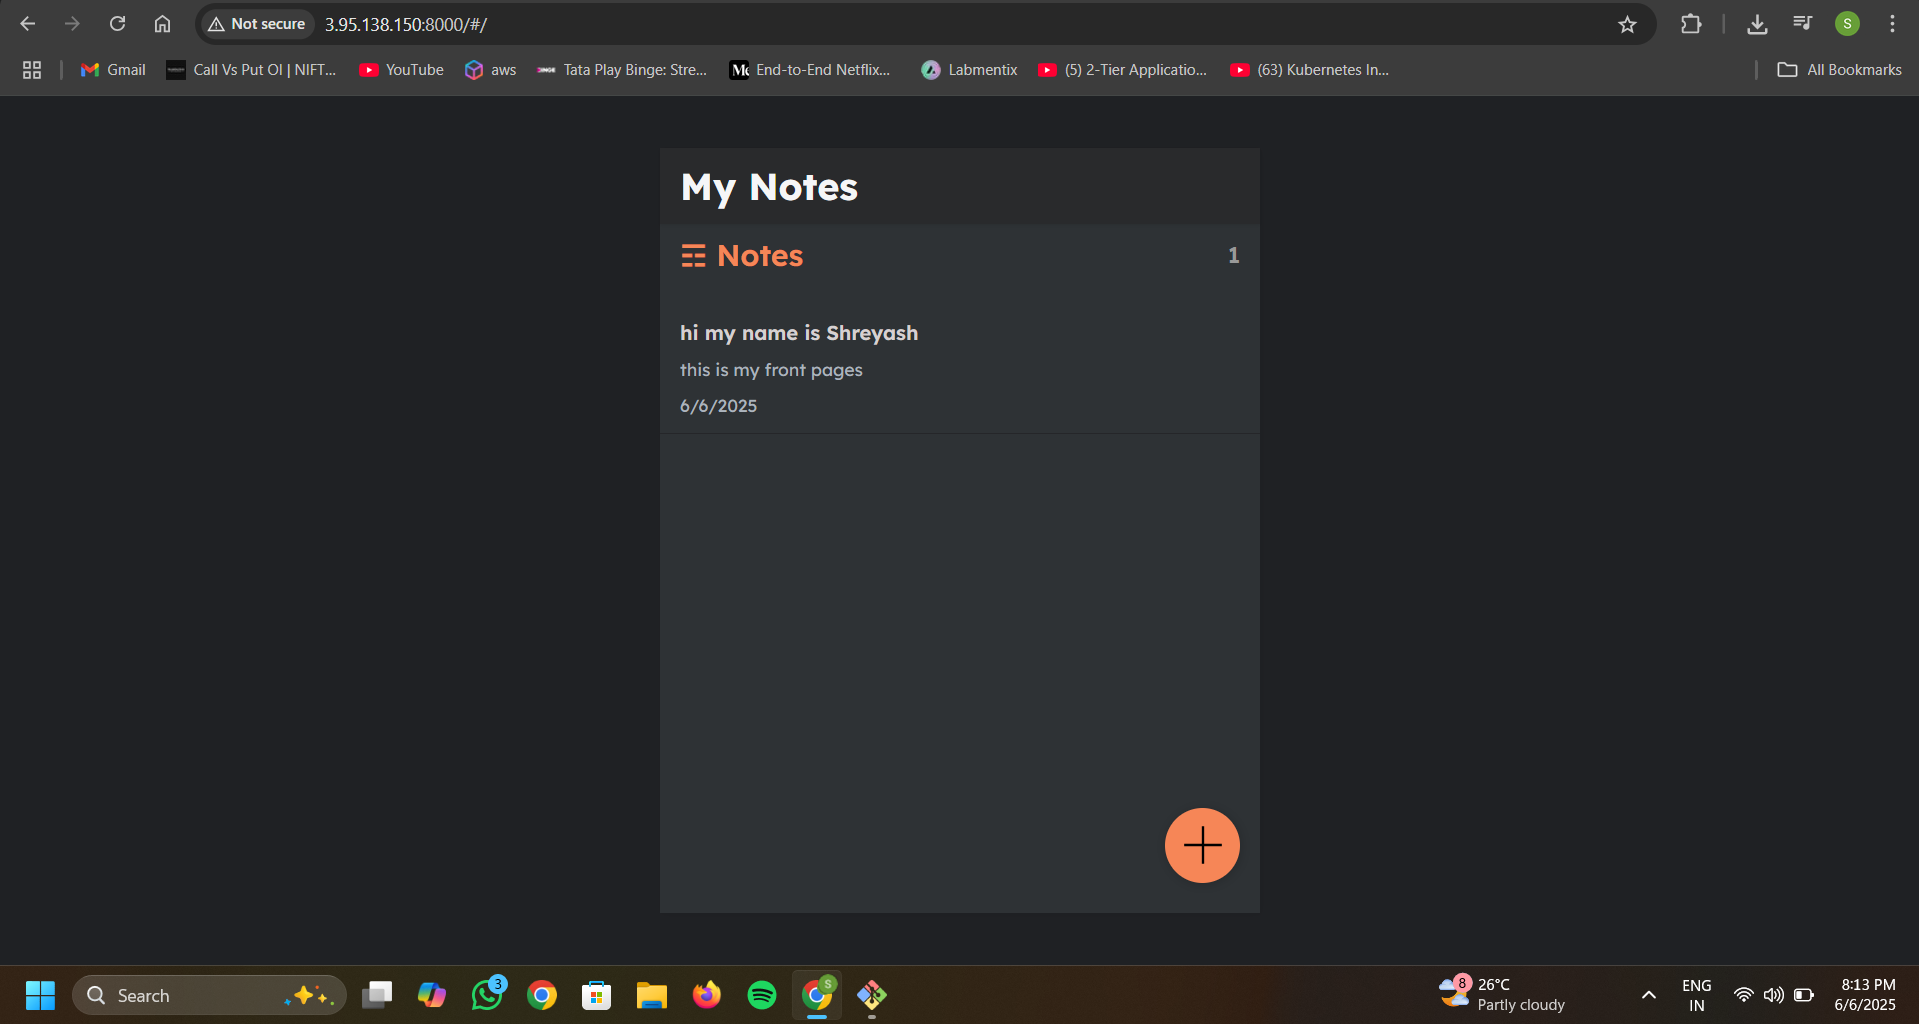 Not secure 3.95.138.150:8000/#/
S
Gmail Call Vs Put OI | NIFT... YouTube aws Tata Play Binge: Stre... End-to-End Netflix... Labmentix (5) 2-Tier Applicatio... (63) Kubernetes In... All Bookmarks
My Notes
Notes 1
hi my name is Shreyash
this is my front pages
6/6/2025
Search
3
S
8
26°C
Partly cloudy
ENG
IN
8:13 PM
6/6/2025